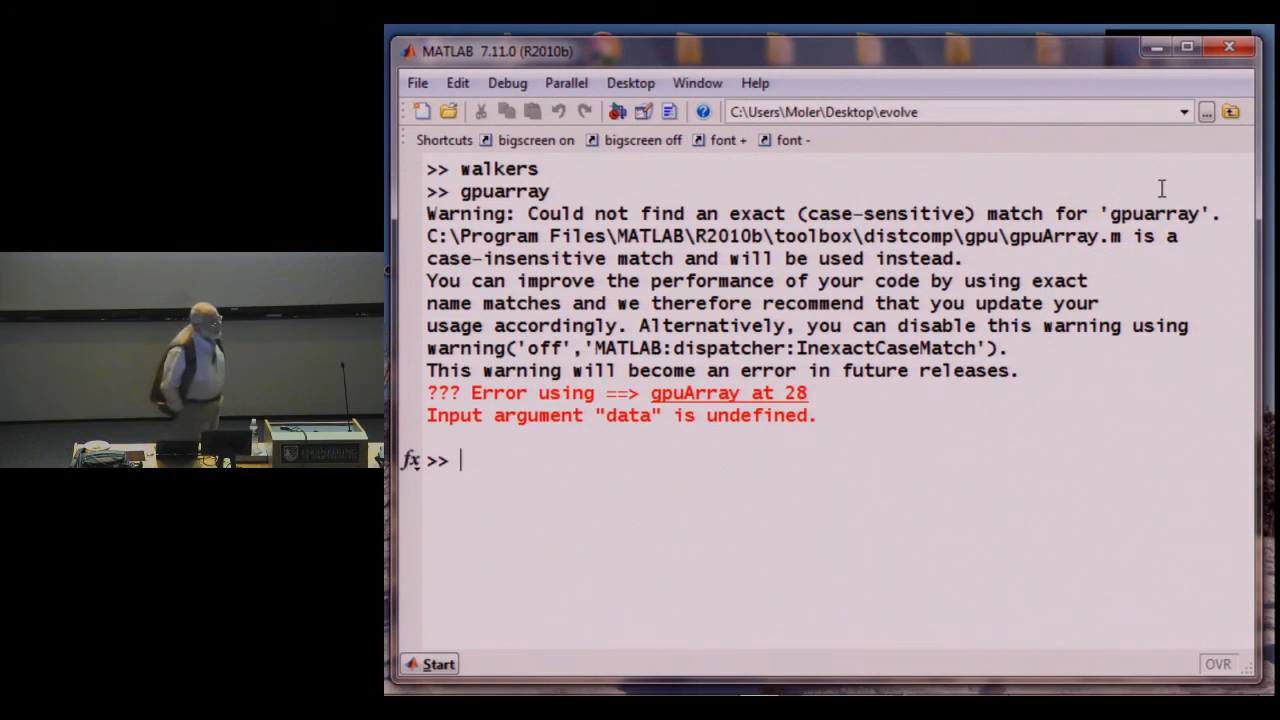 MATLAB 7.11.0 (R2010b)
File Edit Debug Parallel Desktop Window Help
C:\Users\Moler\Desktop\evolve
...
Shortcuts bigscreen on bigscreen off font + font -
>> walkers
>> gpuarray
Warning: Could not find an exact (case-sensitive) match for 'gpuarray'.
C:\Program Files\MATLAB\R2010b\toolbox\distcomp\gpu\gpuArray.m is a
case-insensitive match and will be used instead.
You can improve the performance of your code by using exact
name matches and we therefore recommend that you update your
usage accordingly. Alternatively, you can disable this warning using
warning('off','MATLAB:dispatcher:InexactCaseMatch').
This warning will become an error in future releases.
??? Error using ==> gpuArray at 28
Input argument "data" is undefined.
fx >>
Start
OVR
ENGINEERING